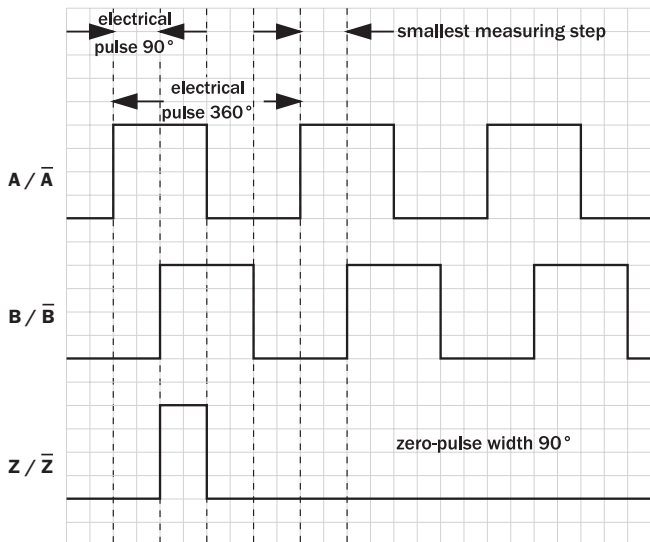 electrical
pulse 90°
smallest measuring step
electrical
pulse 360°
A / A̅
B / B̅
Z / Z̅
zero-pulse width 90°